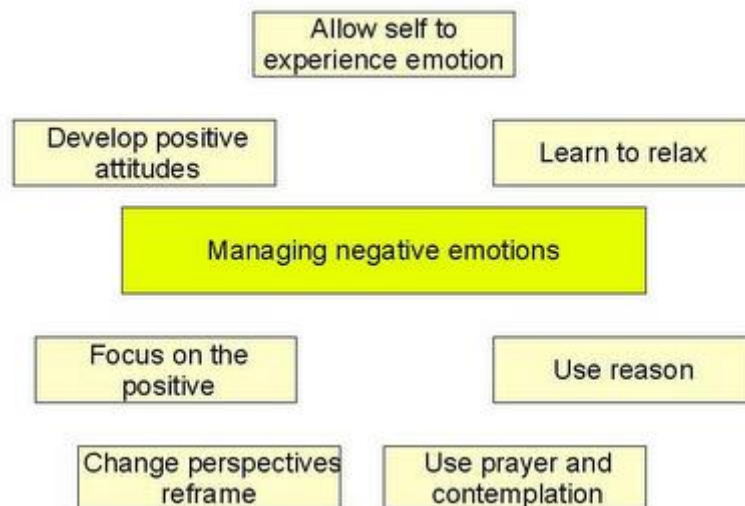 Allow self to
experience emotion
Develop positive
attitudes
Learn to relax
Managing negative emotions
Focus on the
positive
Use reason
Change perspectives
reframe
Use prayer and
contemplation